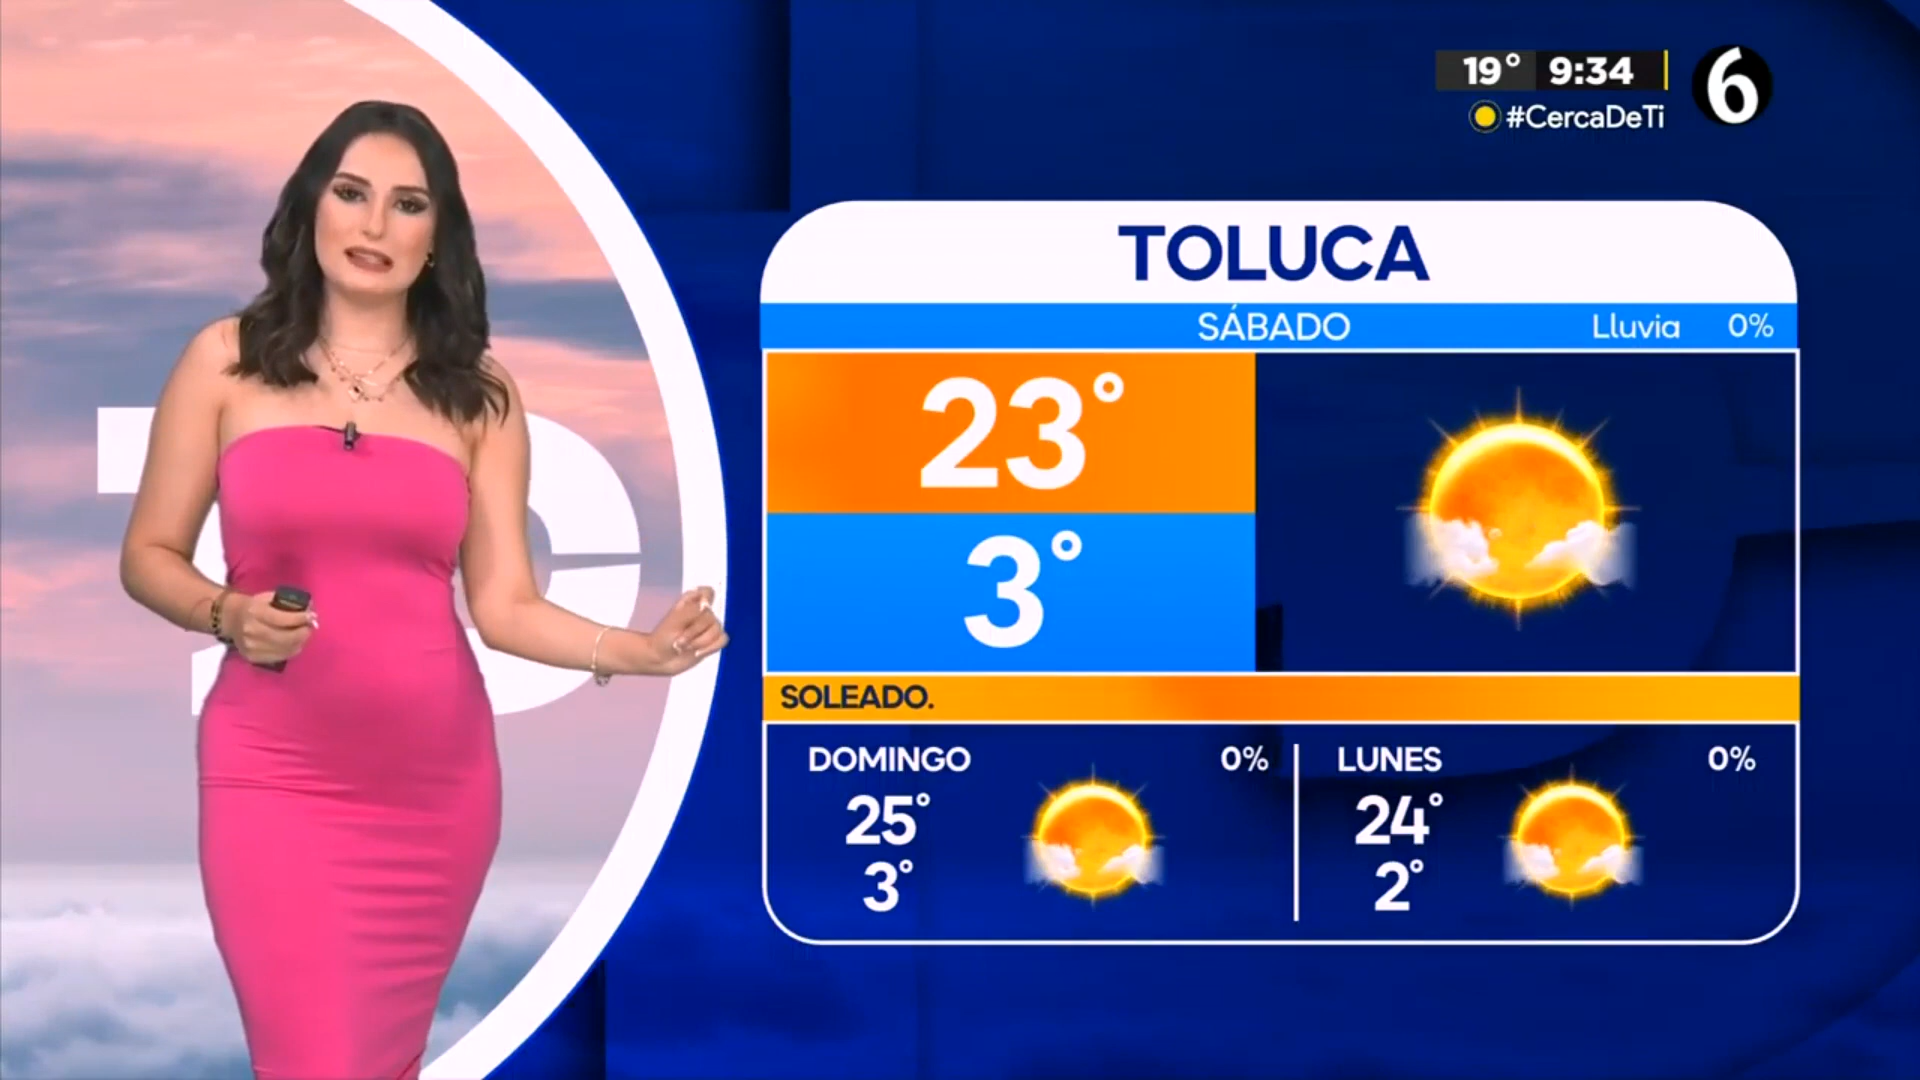 19° 9:34
6
#CercaDeTi
TOLUCA
SÁBADO Lluvia 0%
23°
3°
SOLEADO.
DOMINGO 0%
25°
3°
LUNES 0%
24°
2°